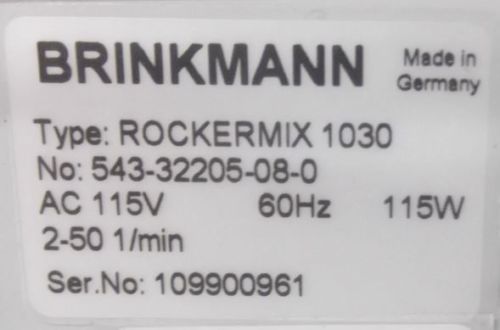 BRINKMANN
Made in
Germany
Type: ROCKERMIX 1030
No: 543-32205-08-0
AC 115V 60Hz 115W
2-50 1/min
Ser.No: 109900961